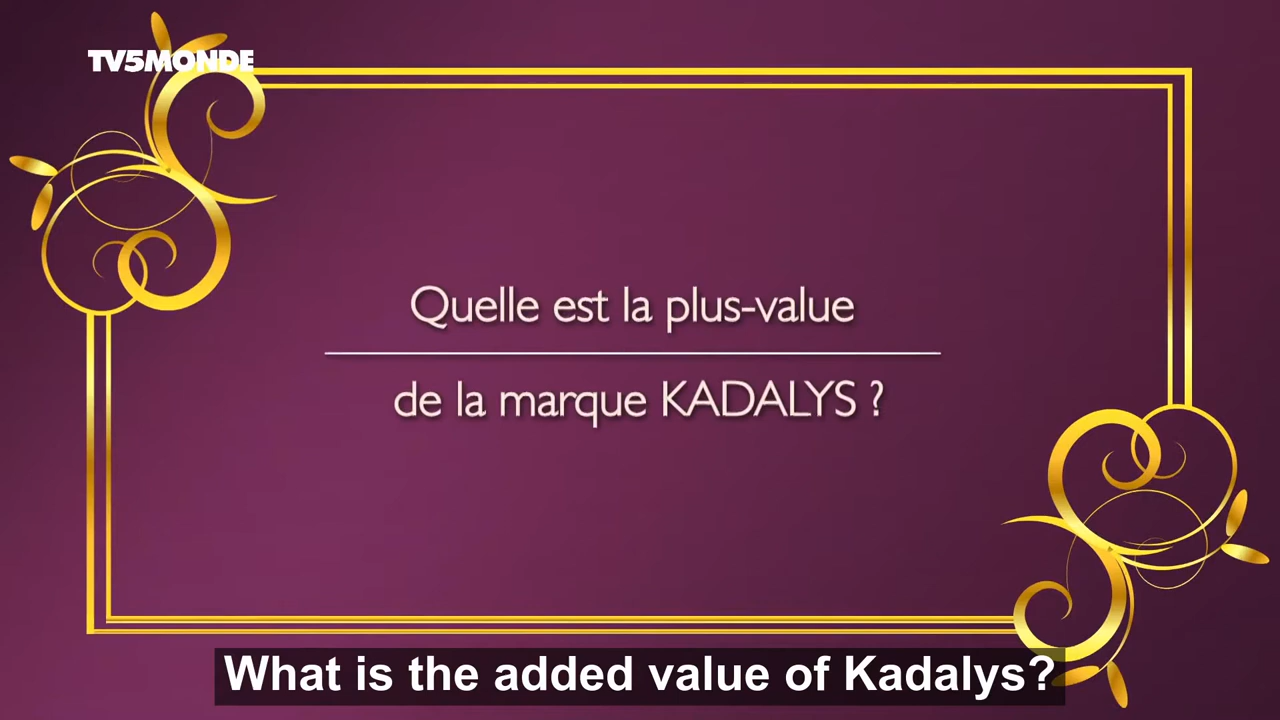 TV5MONDE
Quelle est la plus-value
de la marque KADALYS ?
What is the added value of Kadalys?